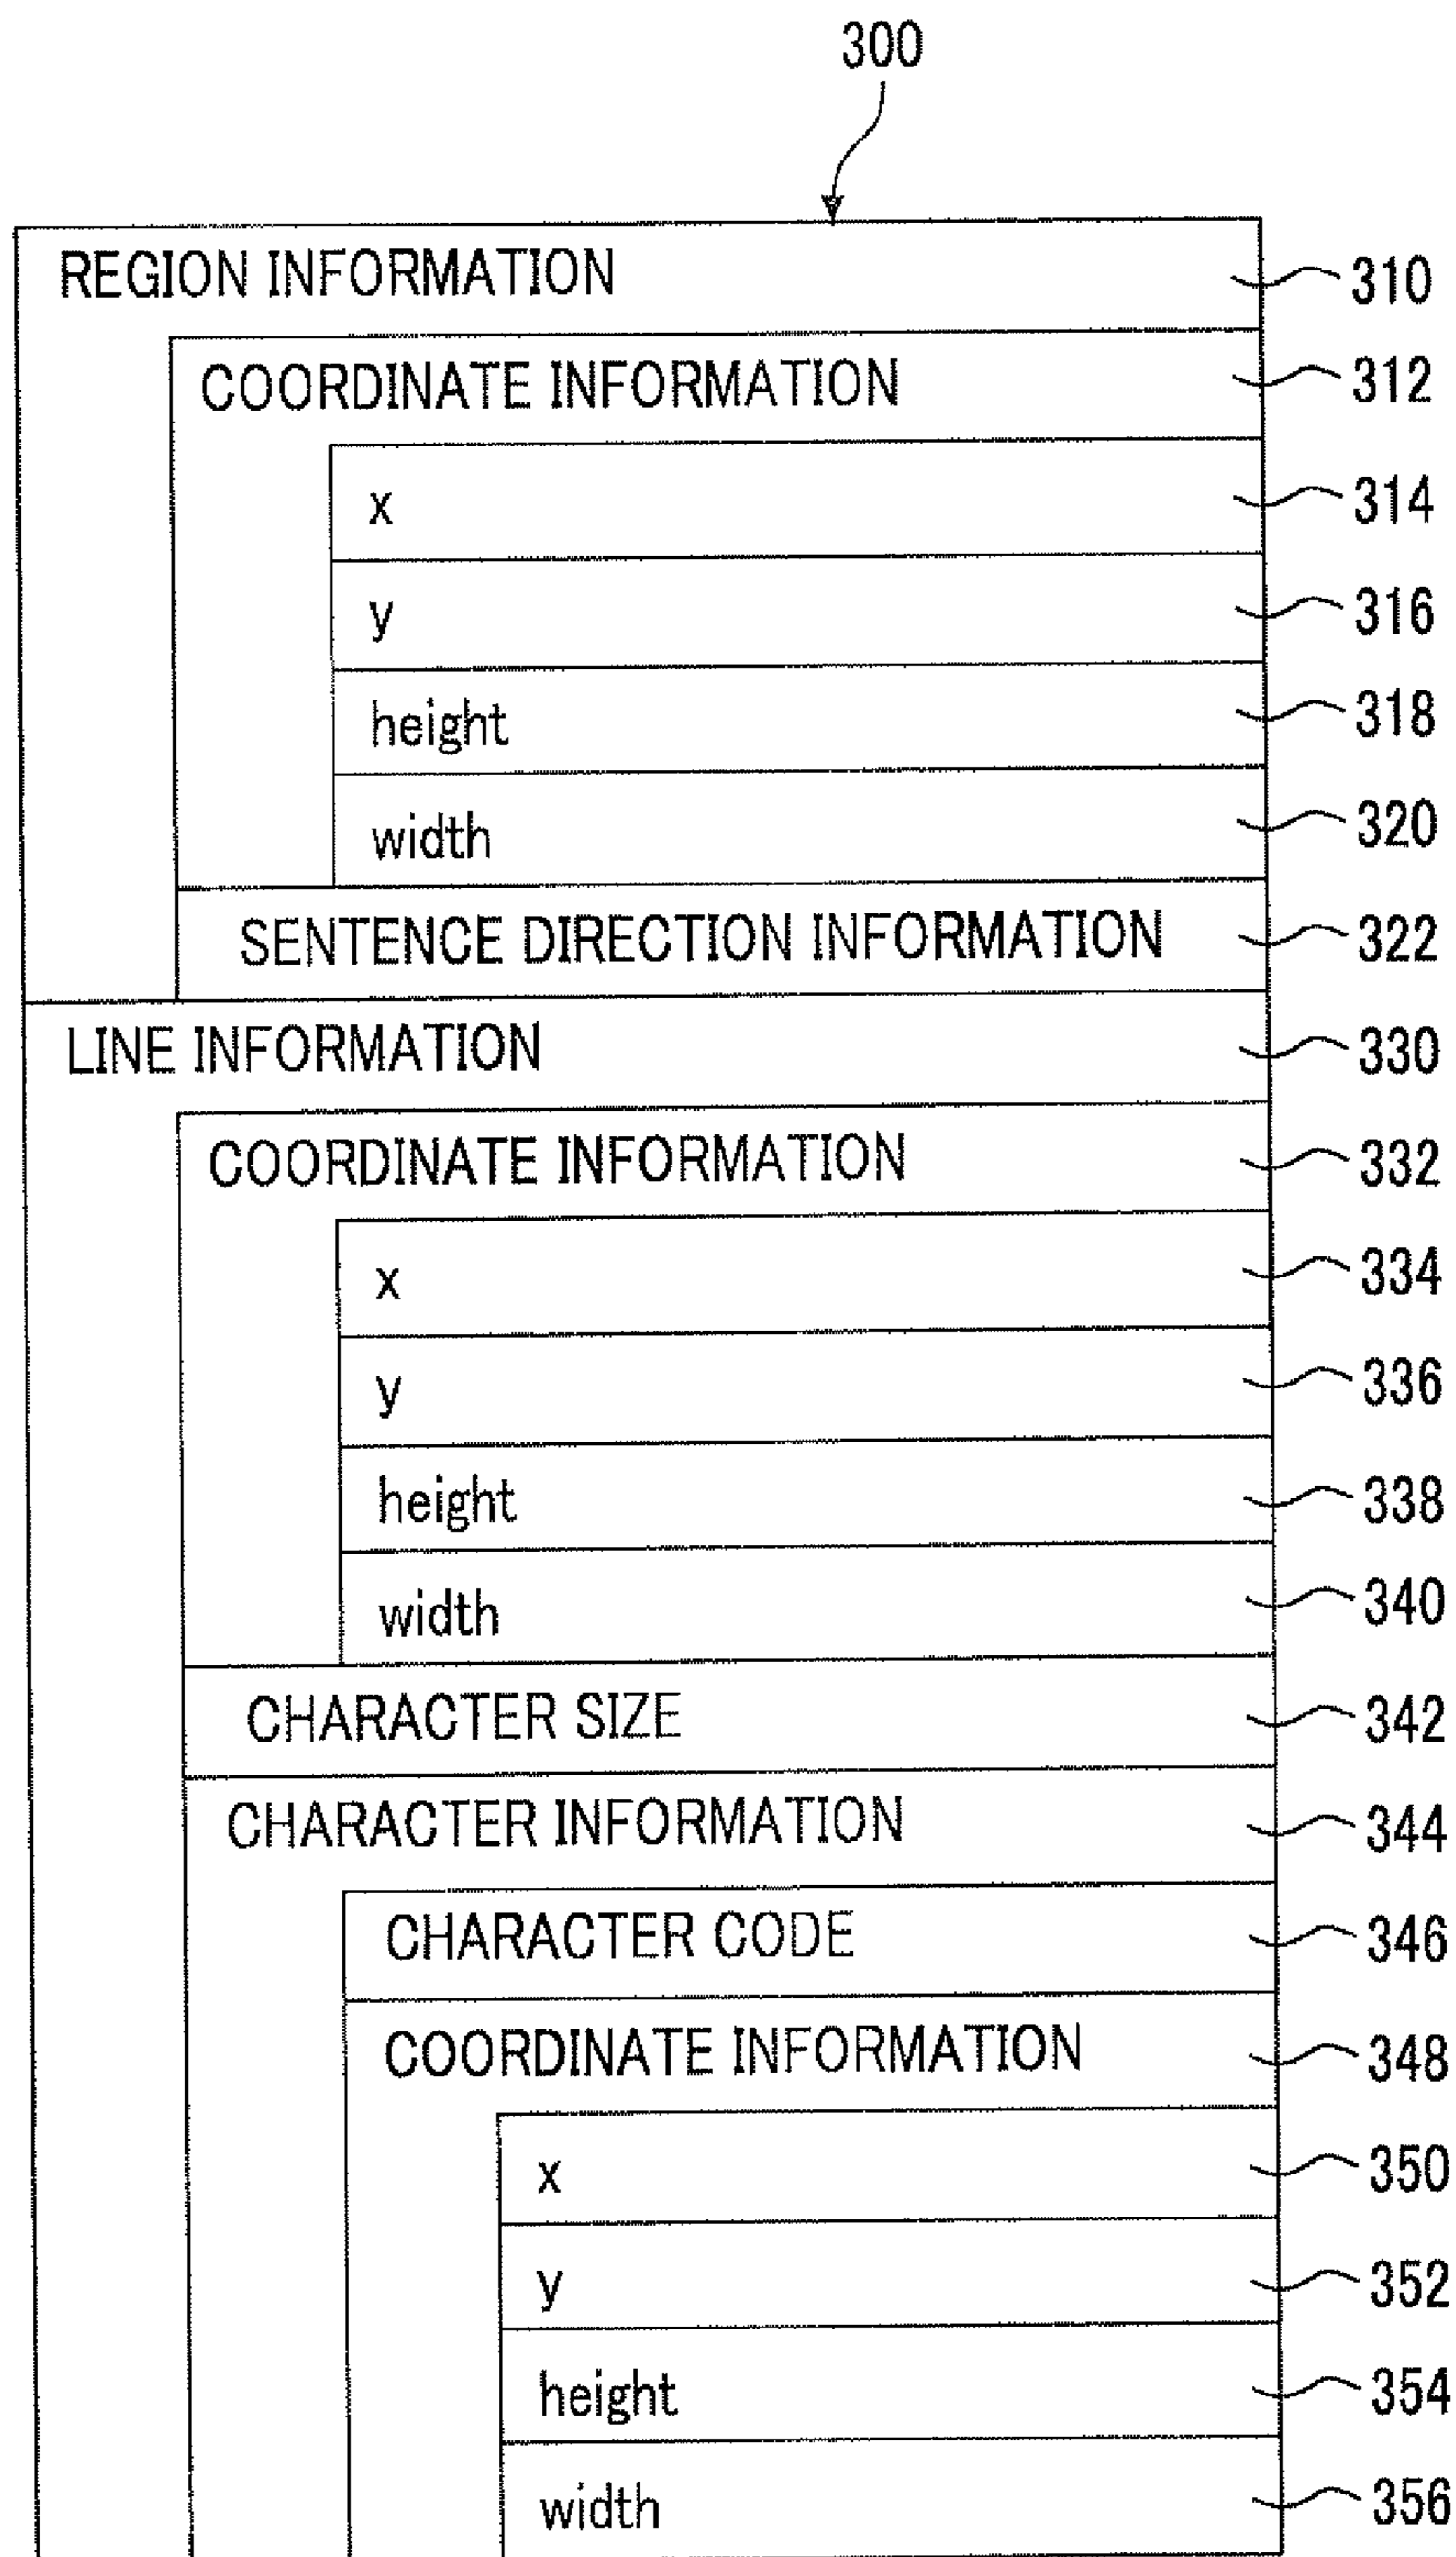 300
REGION INFORMATION 310
COORDINATE INFORMATION 312
x 314
y 316
height 318
width 320
SENTENCE DIRECTION INFORMATION 322
LINE INFORMATION 330
COORDINATE INFORMATION 332
x 334
y 336
height 338
width 340
CHARACTER SIZE 342
CHARACTER INFORMATION 344
CHARACTER CODE 346
COORDINATE INFORMATION 348
x 350
y 352
height 354
width 356